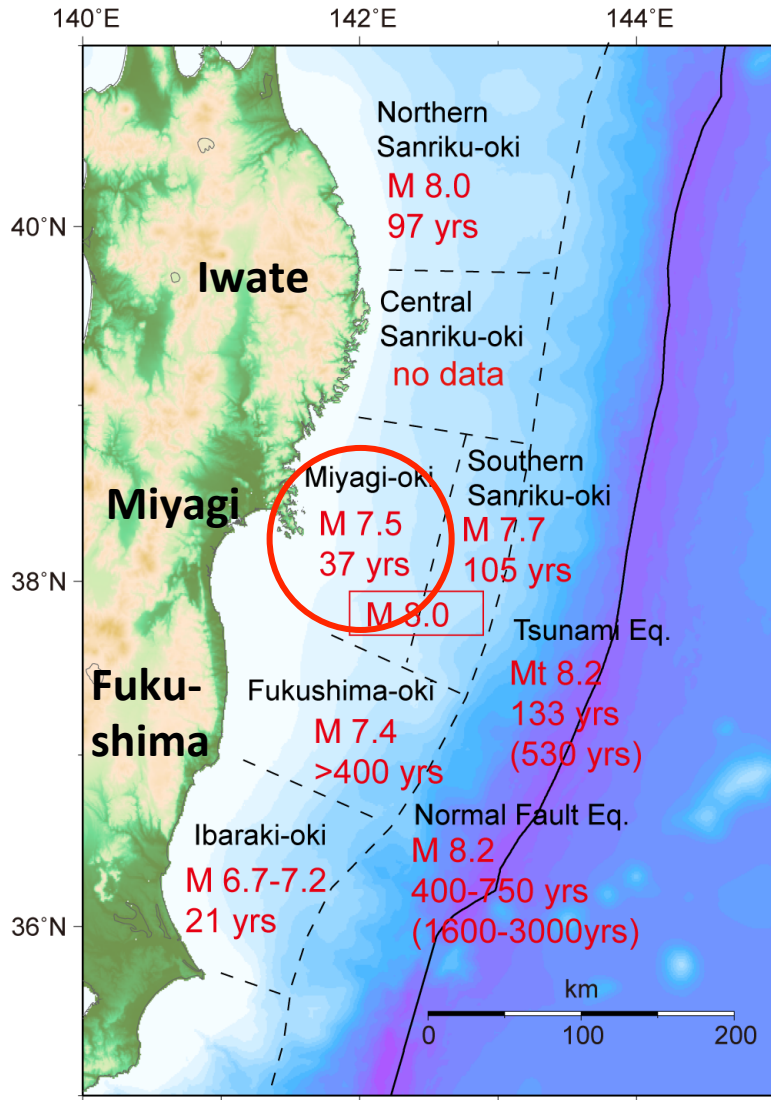 140°E
142°E
144°E
40°N
38°N
36°N
Northern
Sanriku-oki
M 8.0
97 yrs
Iwate
Central
Sanriku-oki
no data
Miyagi
Miyagi-oki
M 7.5
37 yrs
M 8.0
Southern
Sanriku-oki
M 7.7
105 yrs
Tsunami Eq.
Mt 8.2
133 yrs
(530 yrs)
Fuku-
shima
Fukushima-oki
M 7.4
>400 yrs
Normal Fault Eq.
M 8.2
400-750 yrs
(1600-3000yrs)
Ibaraki-oki
M 6.7-7.2
21 yrs
km
0
100
200